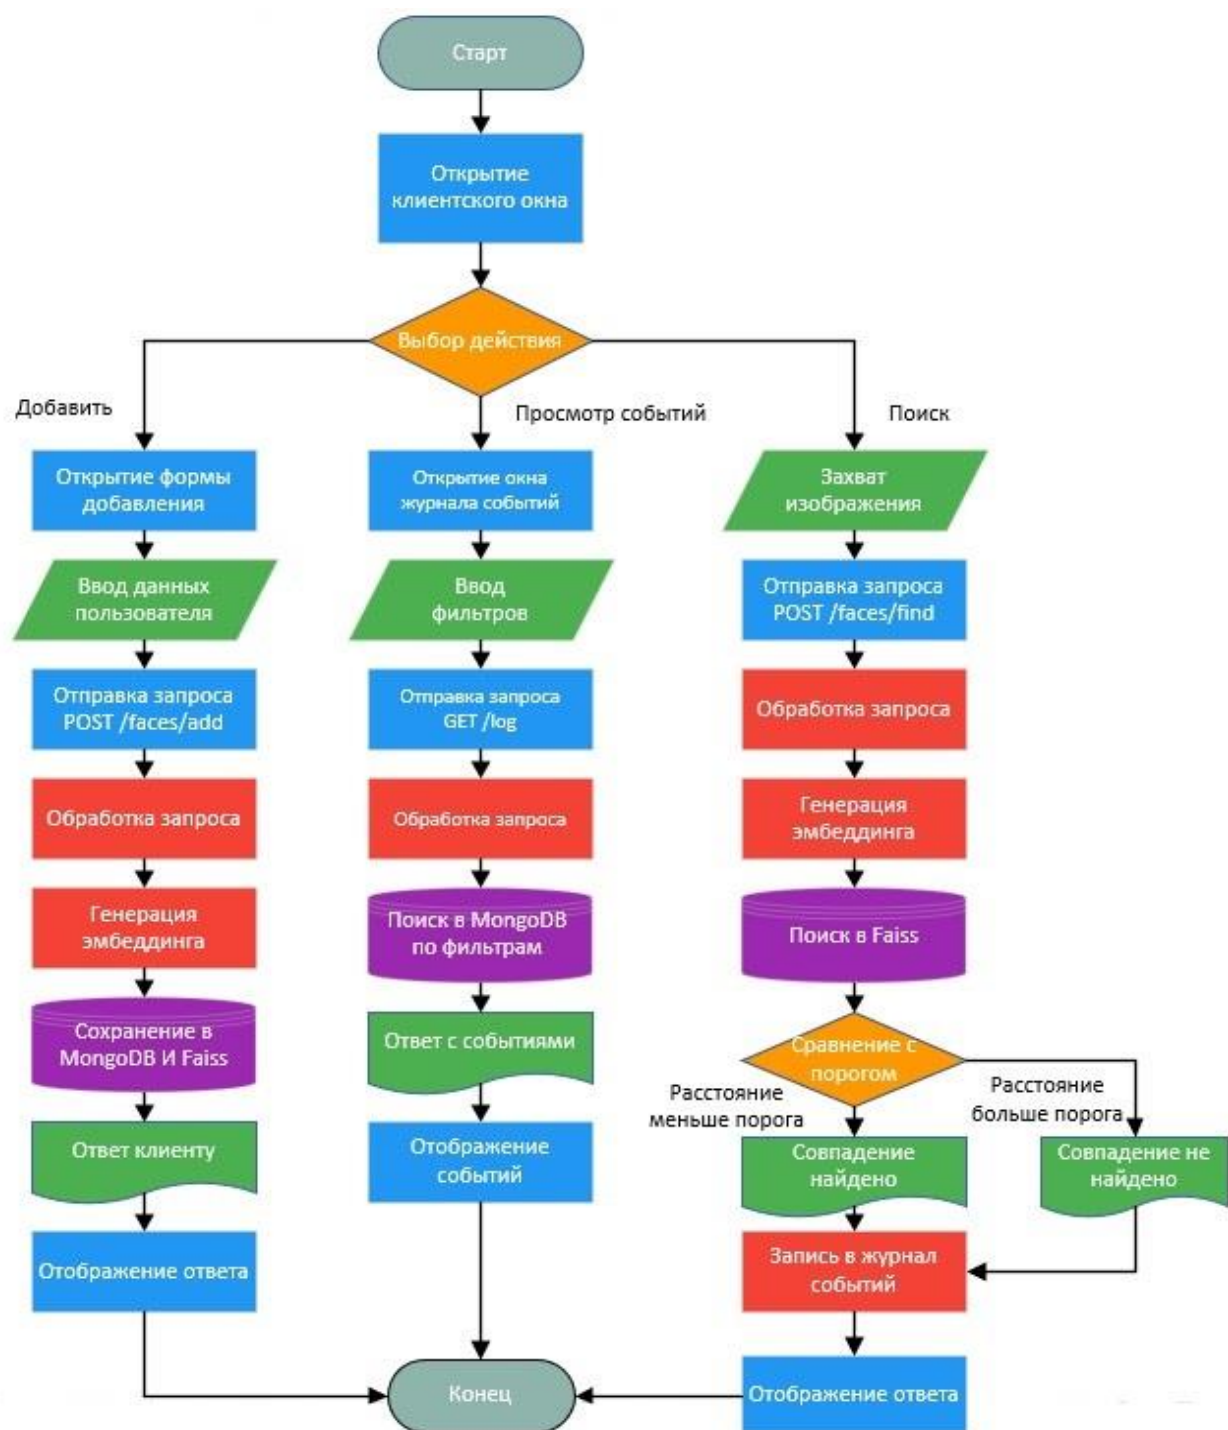 Старт
Открытие
клиентского окна
Выбор действия
Добавить
Просмотр событий
Поиск
Открытие формы
добавления
Ввод данных
пользователя
Отправка запроса
POST /faces/add
Обработка запроса
Генерация
эмбеддинга
Сохранение в
MongoDB И Faiss
Ответ клиенту
Отображение ответа
Открытие окна
журнала событий
Ввод
фильтров
Отправка запроса
GET /log
Обработка запроса
Поиск в MongoDB
по фильтрам
Ответ с событиями
Отображение
событий
Захват
изображения
Отправка запроса
POST /faces/find
Обработка запроса
Генерация
эмбеддинга
Поиск в Faiss
Сравнение с
порогом
Расстояние
меньше порога
Расстояние
больше порога
Совпадение
найдено
Совпадение не
найдено
Запись в журнал
событий
Отображение ответа
Конец